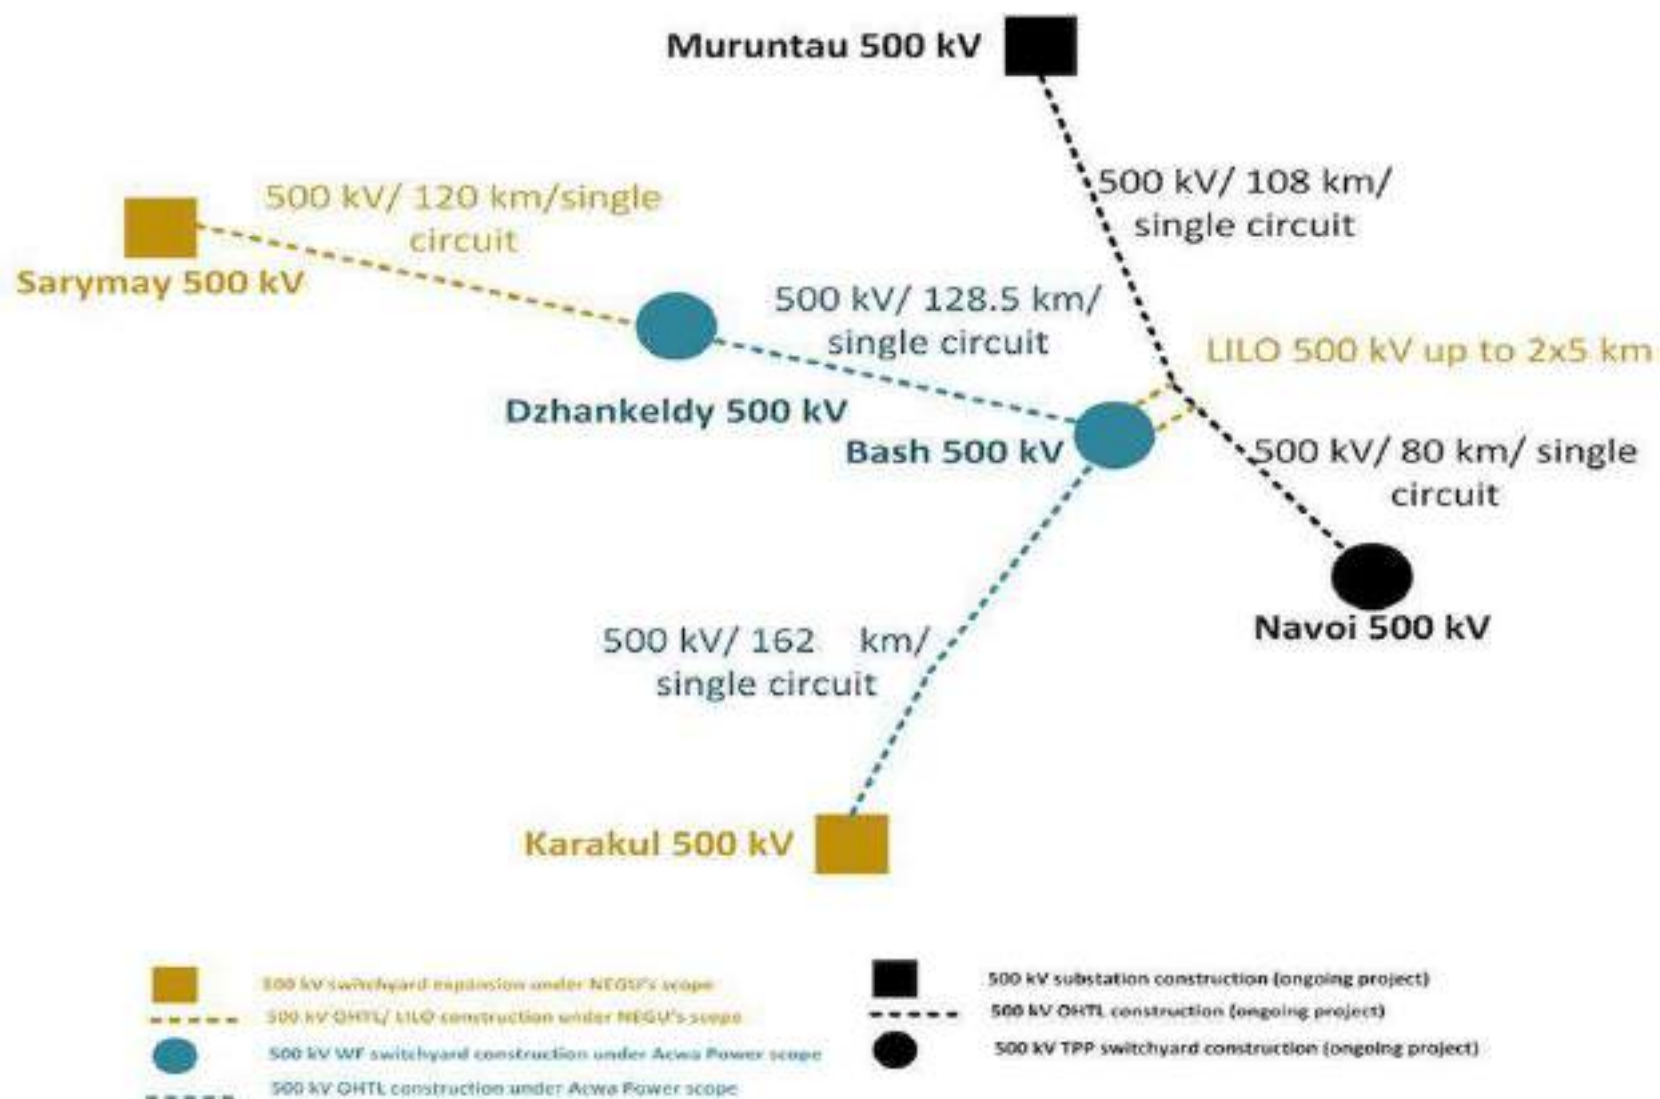 Muruntau 500 kV
500 kV/ 108 km/
single circuit
500 kV/ 120 km/single
circuit
Sarymay 500 kV
500 kV/ 128.5 km/
single circuit
LILO 500 kV up to 2x5 km
Dzhankeldy 500 kV
Bash 500 kV
500 kV/ 80 km/ single
circuit
Navoi 500 kV
500 kV/ 162 km/
single circuit
Karakul 500 kV
500 kV switchyard expansion under NEGU's scope
500 kV OHTL/ LILO construction under NEGU's scope
500 kV WF switchyard construction under Acwa Power scope
500 kV OHTL construction under Acwa Power scope
500 kV substation construction (ongoing project)
500 kV OHTL construction (ongoing project)
500 kV TPP switchyard construction (ongoing project)